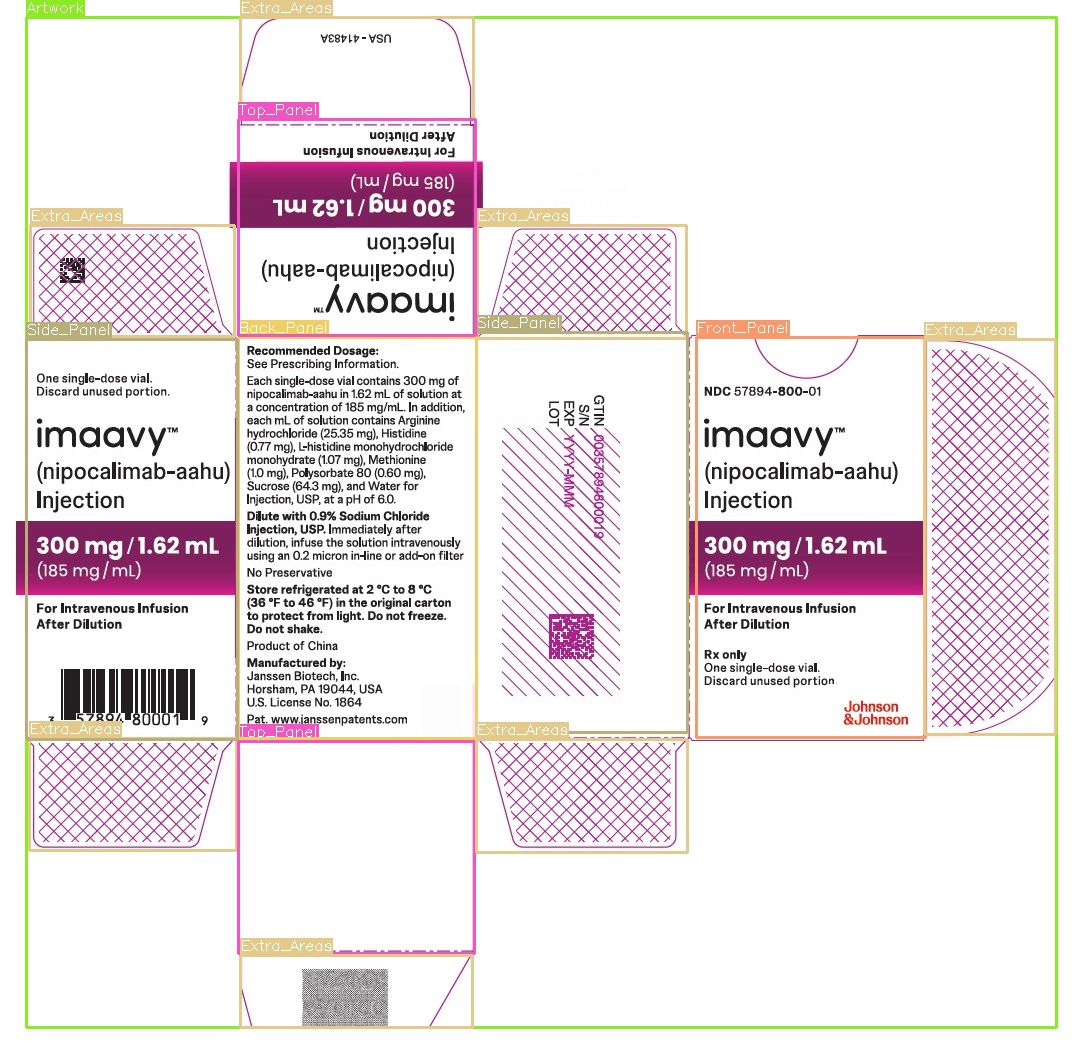 Artwork
Extra_Areas
USA - 41483A
Top_Panel
For Intravenous Infusion
After Dilution
300 mg / 1.62 mL
(185 mg / mL)
imaavy™
(nipocalimab-aahu)
Injection
Extra_Areas
Extra_Areas
Side_Panel
One single-dose vial.
Discard unused portion.
imaavy™
(nipocalimab-aahu)
Injection
300 mg / 1.62 mL
(185 mg / mL)
For Intravenous Infusion
After Dilution
3 57894 80001 9
Back_Panel
Recommended Dosage:
See Prescribing Information.
Each single-dose vial contains 300 mg of
nipocalimab-aahu in 1.62 mL of solution at
a concentration of 185 mg/mL. In addition,
each mL of solution contains Arginine
hydrochloride (25.35 mg), Histidine
(0.77 mg), L-histidine monohydrochloride
monohydrate (1.07 mg), Methionine
(1.0 mg), Polysorbate 80 (0.60 mg),
Sucrose (64.3 mg), and Water for
Injection, USP, at a pH of 6.0.
Dilute with 0.9% Sodium Chloride
Injection, USP. Immediately after
dilution, infuse the solution intravenously
using an 0.2 micron in-line or add-on filter
No Preservative
Store refrigerated at 2 °C to 8 °C
(36 °F to 46 °F) in the original carton
to protect from light. Do not freeze.
Do not shake.
Product of China
Manufactured by:
Janssen Biotech, Inc.
Horsham, PA 19044, USA
U.S. License No. 1864
Pat. www.janssenpatents.com
Side_Panel
GTIN 00357894800019
S/N
EXP YYYY-MMM
LOT
Front_Panel
NDC 57894-800-01
imaavy™
(nipocalimab-aahu)
Injection
300 mg / 1.62 mL
(185 mg / mL)
For Intravenous Infusion
After Dilution
Rx only
One single-dose vial.
Discard unused portion.
Johnson
&Johnson
Extra_Areas
Extra_Areas
Top_Panel
Extra_Areas
Extra_Areas